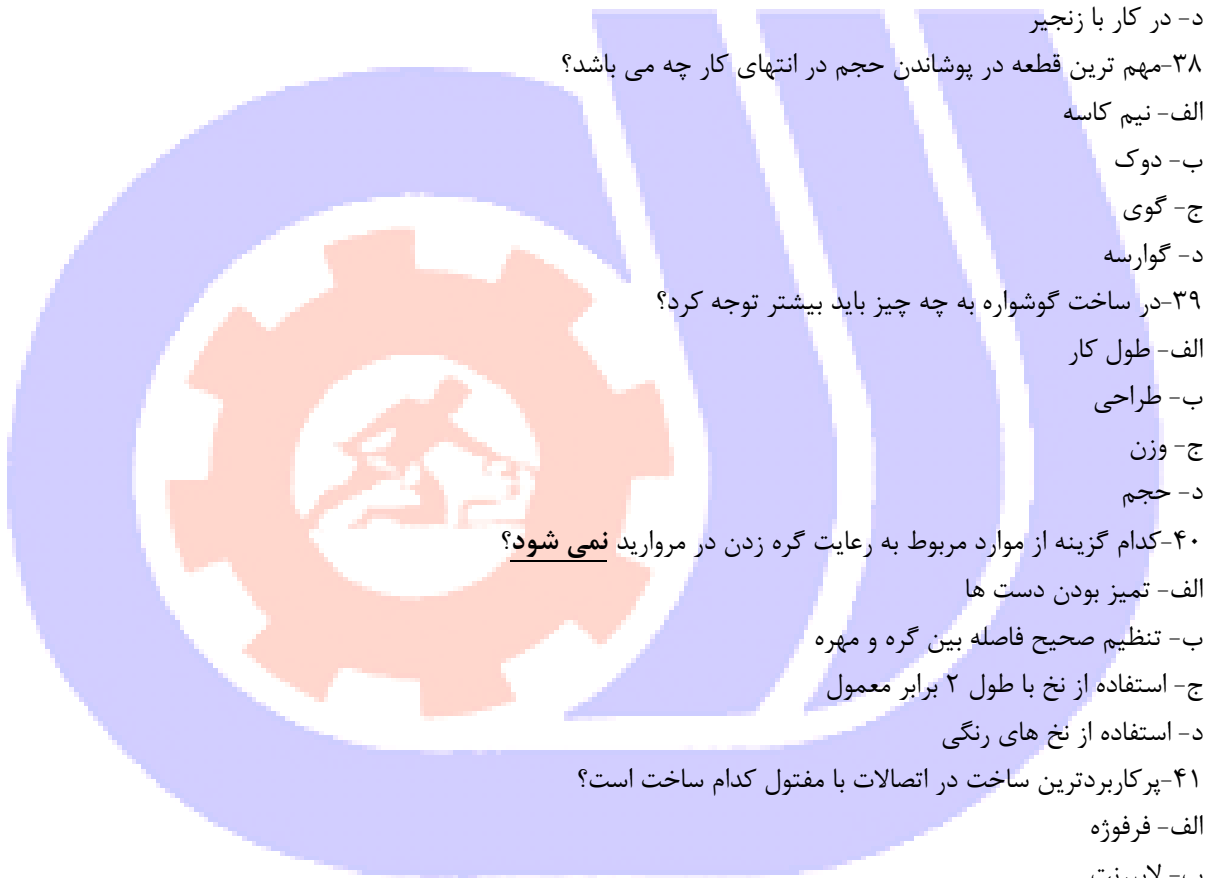 د- در کار با زنجیر
۳۸-مهم ترین قطعه در پوشاندن حجم در انتهای کار چه می باشد؟
الف- نیم کاسه
ب- دوک
ج- گوی
د- گوارسه
۳۹-در ساخت گوشواره به چه چیز باید بیشتر توجه کرد؟
الف- طول کار
ب- طراحی
ج- وزن
د- حجم
۴۰-کدام گزینه از موارد مربوط به رعایت گره زدن در مروارید نمی شود؟
الف- تمیز بودن دست ها
ب- تنظیم صحیح فاصله بین گره و مهره
ج- استفاده از نخ با طول ۲ برابر معمول
د- استفاده از نخ های رنگی
۴۱-پرکاربردترین ساخت در اتصالات با مفتول کدام ساخت است؟
الف- فرفوژه